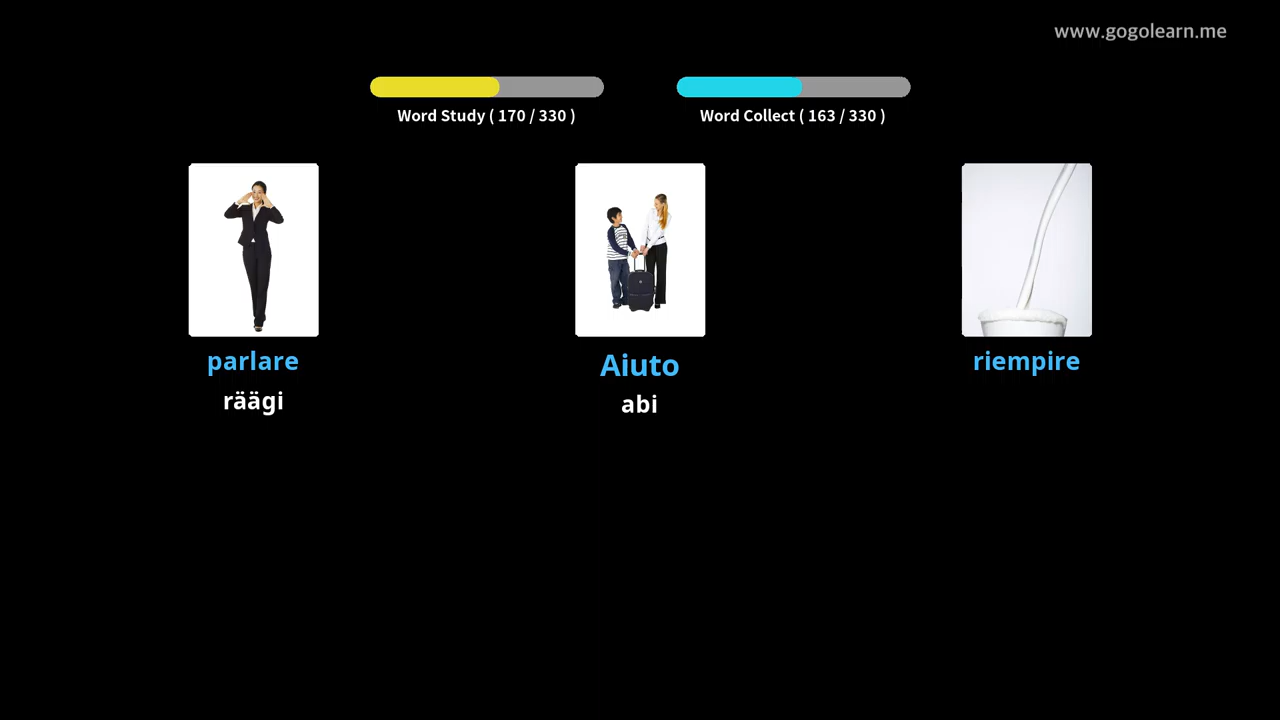 www.gogolearn.me
Word Study ( 170 / 330 )
Word Collect ( 163 / 330 )
parlare
räägi
Aiuto
abi
riempire